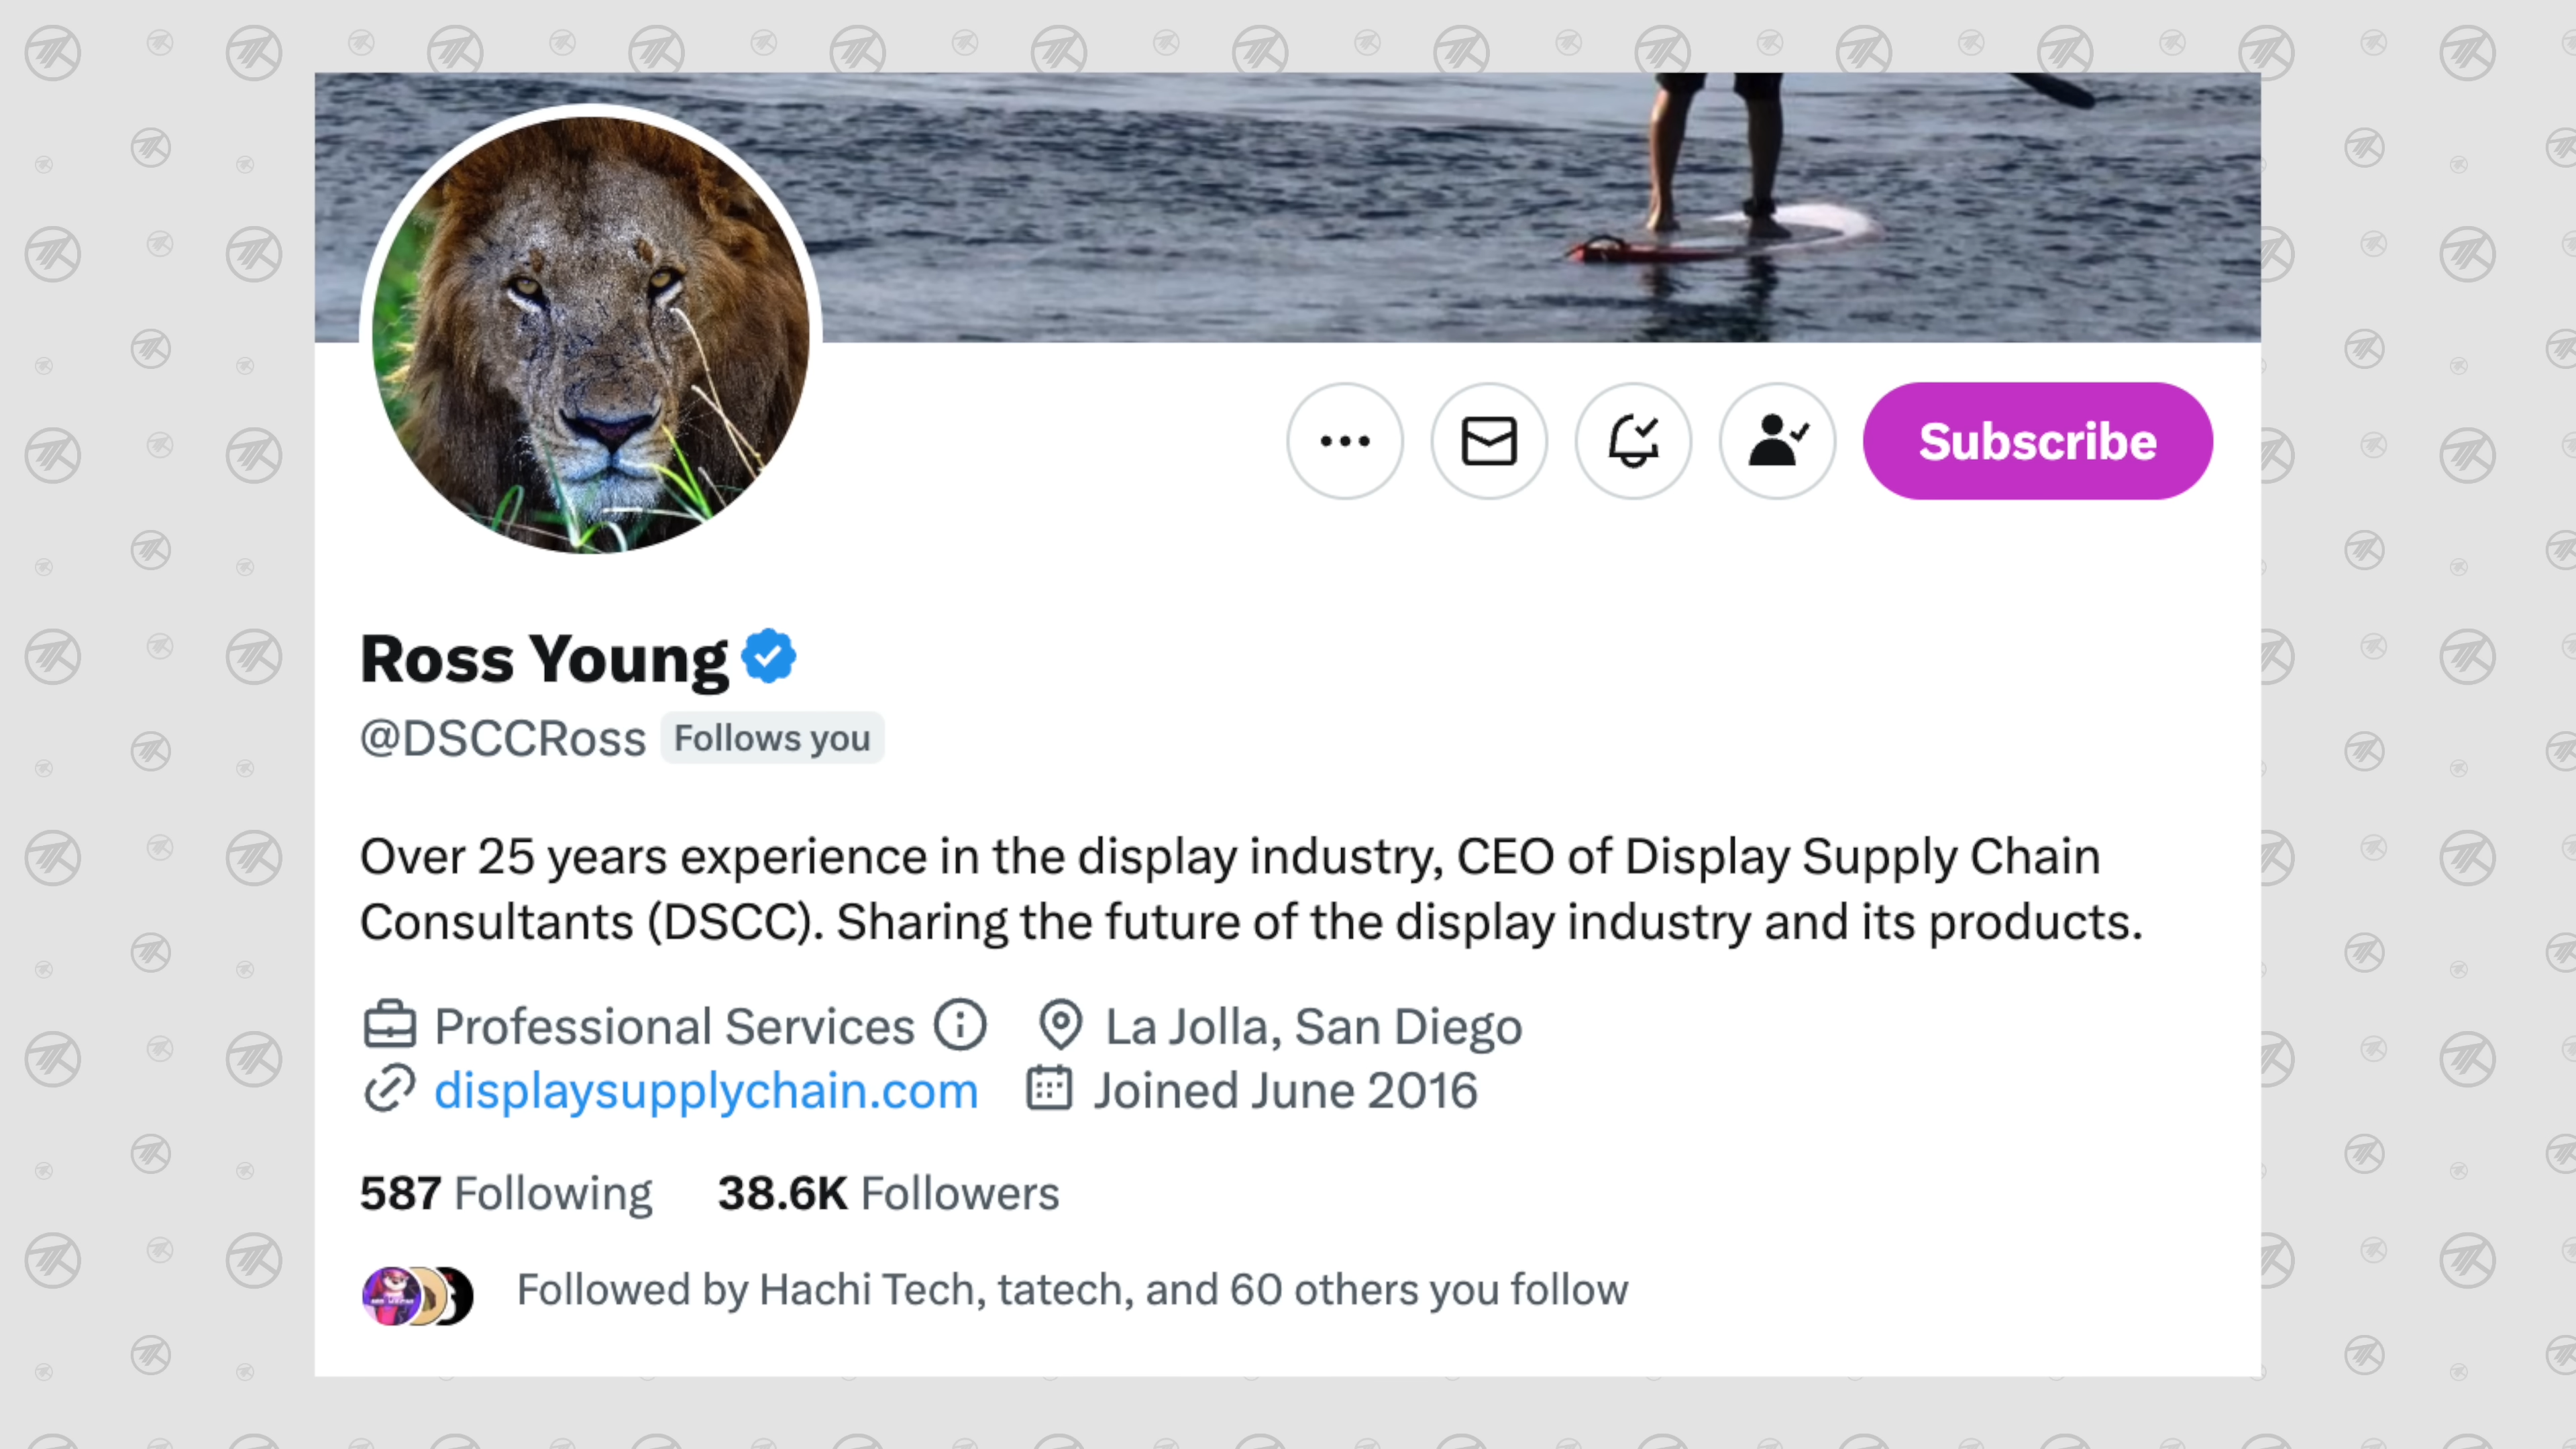 Subscribe
Ross Young
@DSCCRoss Follows you
Over 25 years experience in the display industry, CEO of Display Supply Chain
Consultants (DSCC). Sharing the future of the display industry and its products.
Professional Services La Jolla, San Diego
displaysupplychain.com Joined June 2016
587 Following 38.6K Followers
Followed by Hachi Tech, tatech, and 60 others you follow